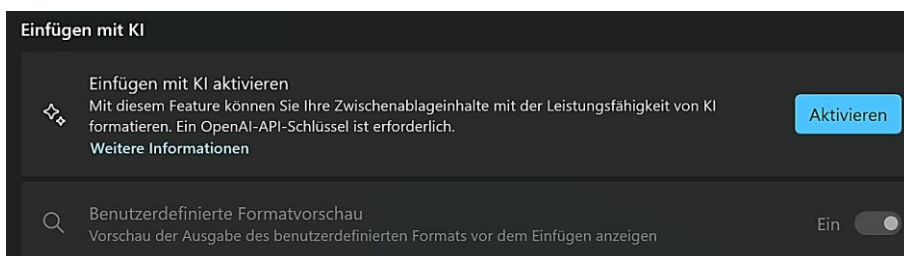 Einfügen mit KI
Einfügen mit KI aktivieren
Mit diesem Feature können Sie Ihre Zwischenablageinhalte mit der Leistungsfähigkeit von KI
formatieren. Ein OpenAI-API-Schlüssel ist erforderlich.
Weitere Informationen
Aktivieren
Benutzerdefinierte Formatvorschau
Vorschau der Ausgabe des benutzerdefinierten Formats vor dem Einfügen anzeigen
Ein